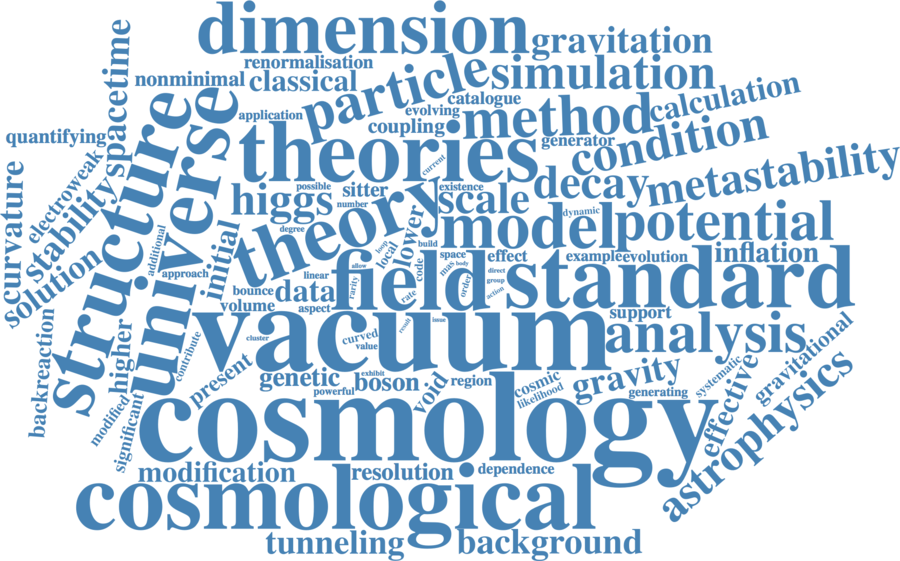 dimension
gravitation
renormalisation
nonminimal
classical
particle
simulation
spacetime
catalogue
application
evolving
coupling
method
calculation
quantifying
theories
generator
condition
electroweak
structure
universe
current
possible
sitter
existence
higgs
number
scale
decay
metastability
curvature
stability
degree
theory
lower
model
dynamic
potential
solution
additional
initial
loop
local
build
space
effect
example
evolution
inflation
approach
linear
allow
code
mas
body
direct
group
order
action
bounce
data
rarity
field
rate
standard
volume
aspect
support
backreaction
higher
contribute
cluster
vacuum
curved
value
result
issue
analysis
present
genetic
exhibit
powerful
boson
void
region
cosmic
likelihood
gravity
generating
systematic
effective
gravitational
astrophysics
modified
significant
cosmology
modification
resolution
dependence
cosmological
tunneling
background